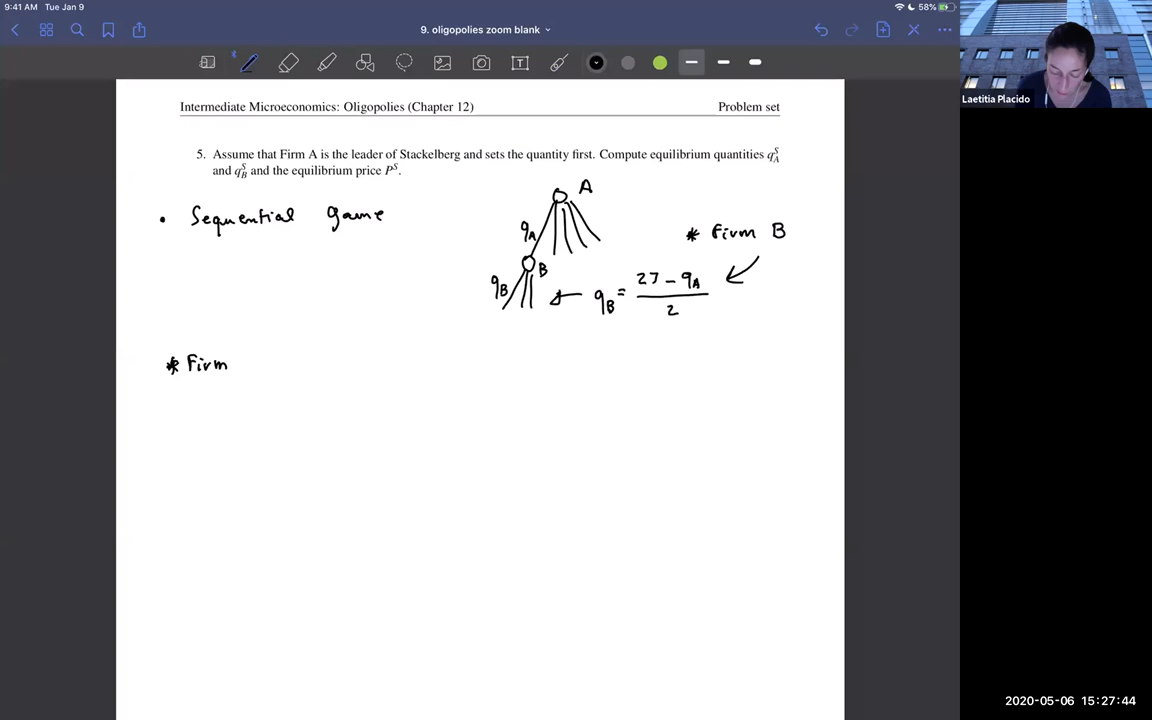 9:41 AM Tue Jan 9
58%
9. oligopolies zoom blank
Laetitia Placido
Intermediate Microeconomics: Oligopolies (Chapter 12)
Problem set
5. Assume that Firm A is the leader of Stackelberg and sets the quantity first. Compute equilibrium quantities q_A^S
and q_B^S and the equilibrium price P^S.
• Sequential game
A
q_A
B
q_B
* Firm B
q_B = (27 - q_A)/2
* Firm
2020-05-06 15:27:44